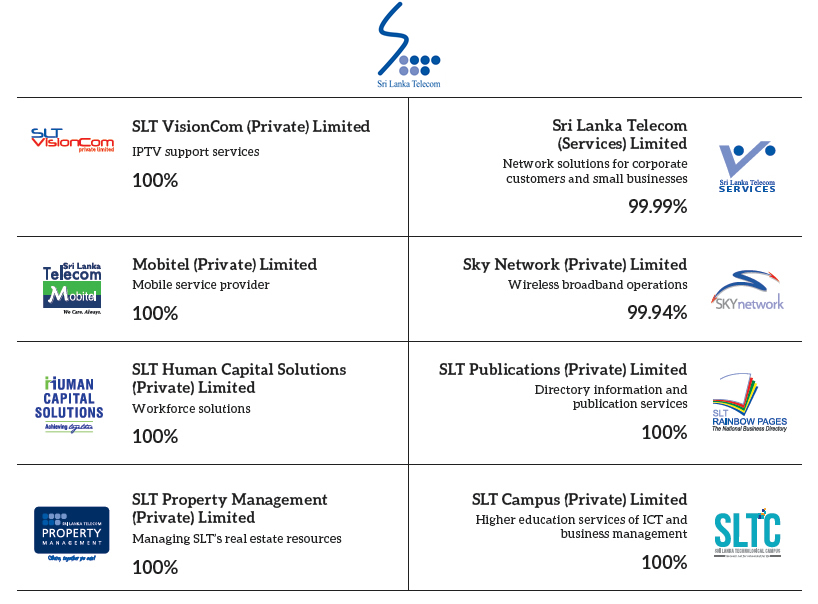 Sri Lanka Telecom
SLT
VisionCom
private limited
SLT VisionCom (Private) Limited
IPTV support services
100%
Sri Lanka Telecom
(Services) Limited
Network solutions for corporate
customers and small businesses
99.99%
Sri Lanka Telecom
SERVICES
Sri Lanka
Telecom
Mobitel
We Care. Always.
Mobitel (Private) Limited
Mobile service provider
100%
Sky Network (Private) Limited
Wireless broadband operations
99.94%
SKYnetwork
HUMAN
CAPITAL
SOLUTIONS
Achieving
SLT Human Capital Solutions
(Private) Limited
Workforce solutions
100%
SLT Publications (Private) Limited
Directory information and
publication services
100%
SLT
RAINBOW PAGES
The National Business Directory
SRI LANKA TELECOM
PROPERTY
MANAGEMENT
SLT Property Management
(Private) Limited
Managing SLT's real estate resources
100%
SLT Campus (Private) Limited
Higher education services of ICT and
business management
100%
SLTC
SRI LANKA TECHNOLOGICAL CAMPUS